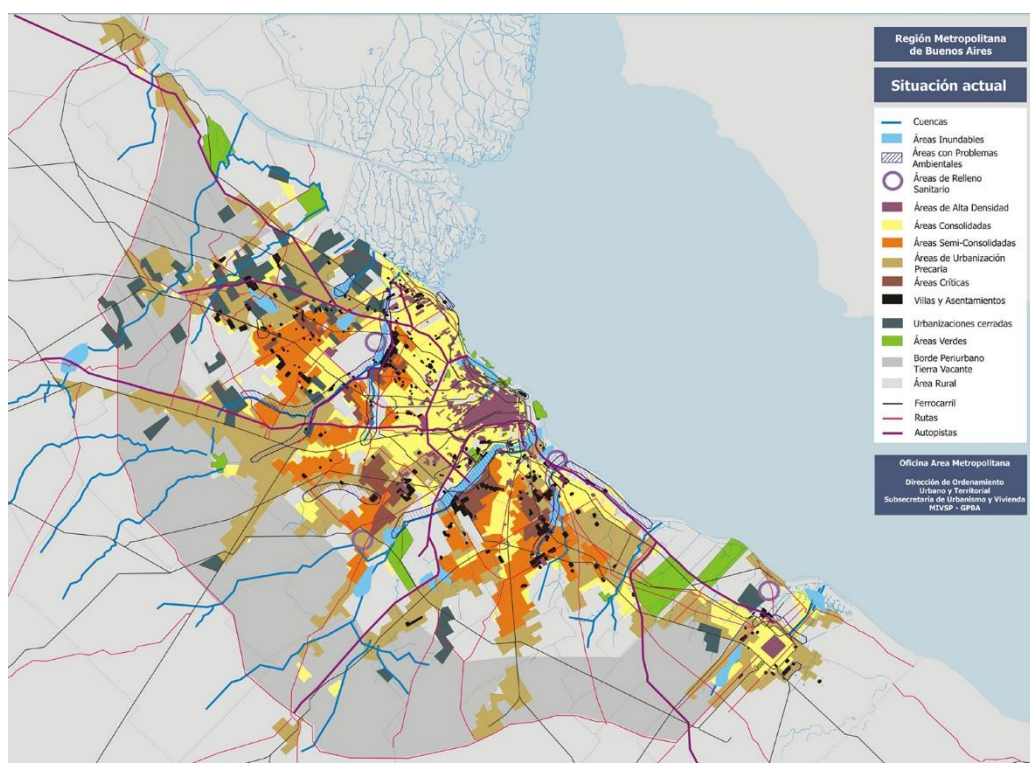 Región Metropolitana
de Buenos Aires
Situación actual
Cuencas
Áreas Inundables
Áreas con Problemas
Ambientales
Áreas de Relleno
Sanitario
Áreas de Alta Densidad
Áreas Consolidadas
Áreas Semi-Consolidadas
Áreas de Urbanización
Precaria
Áreas Críticas
Villas y Asentamientos
Urbanizaciones cerradas
Áreas Verdes
Borde Periurbano
Tierra Vacante
Área Rural
Ferrocarril
Rutas
Autopistas
Oficina Area Metropolitana
Dirección de Ordenamiento
Urbano y Territorial
Subsecretaría de Urbanismo y Vivienda
MIVSP - GPBA